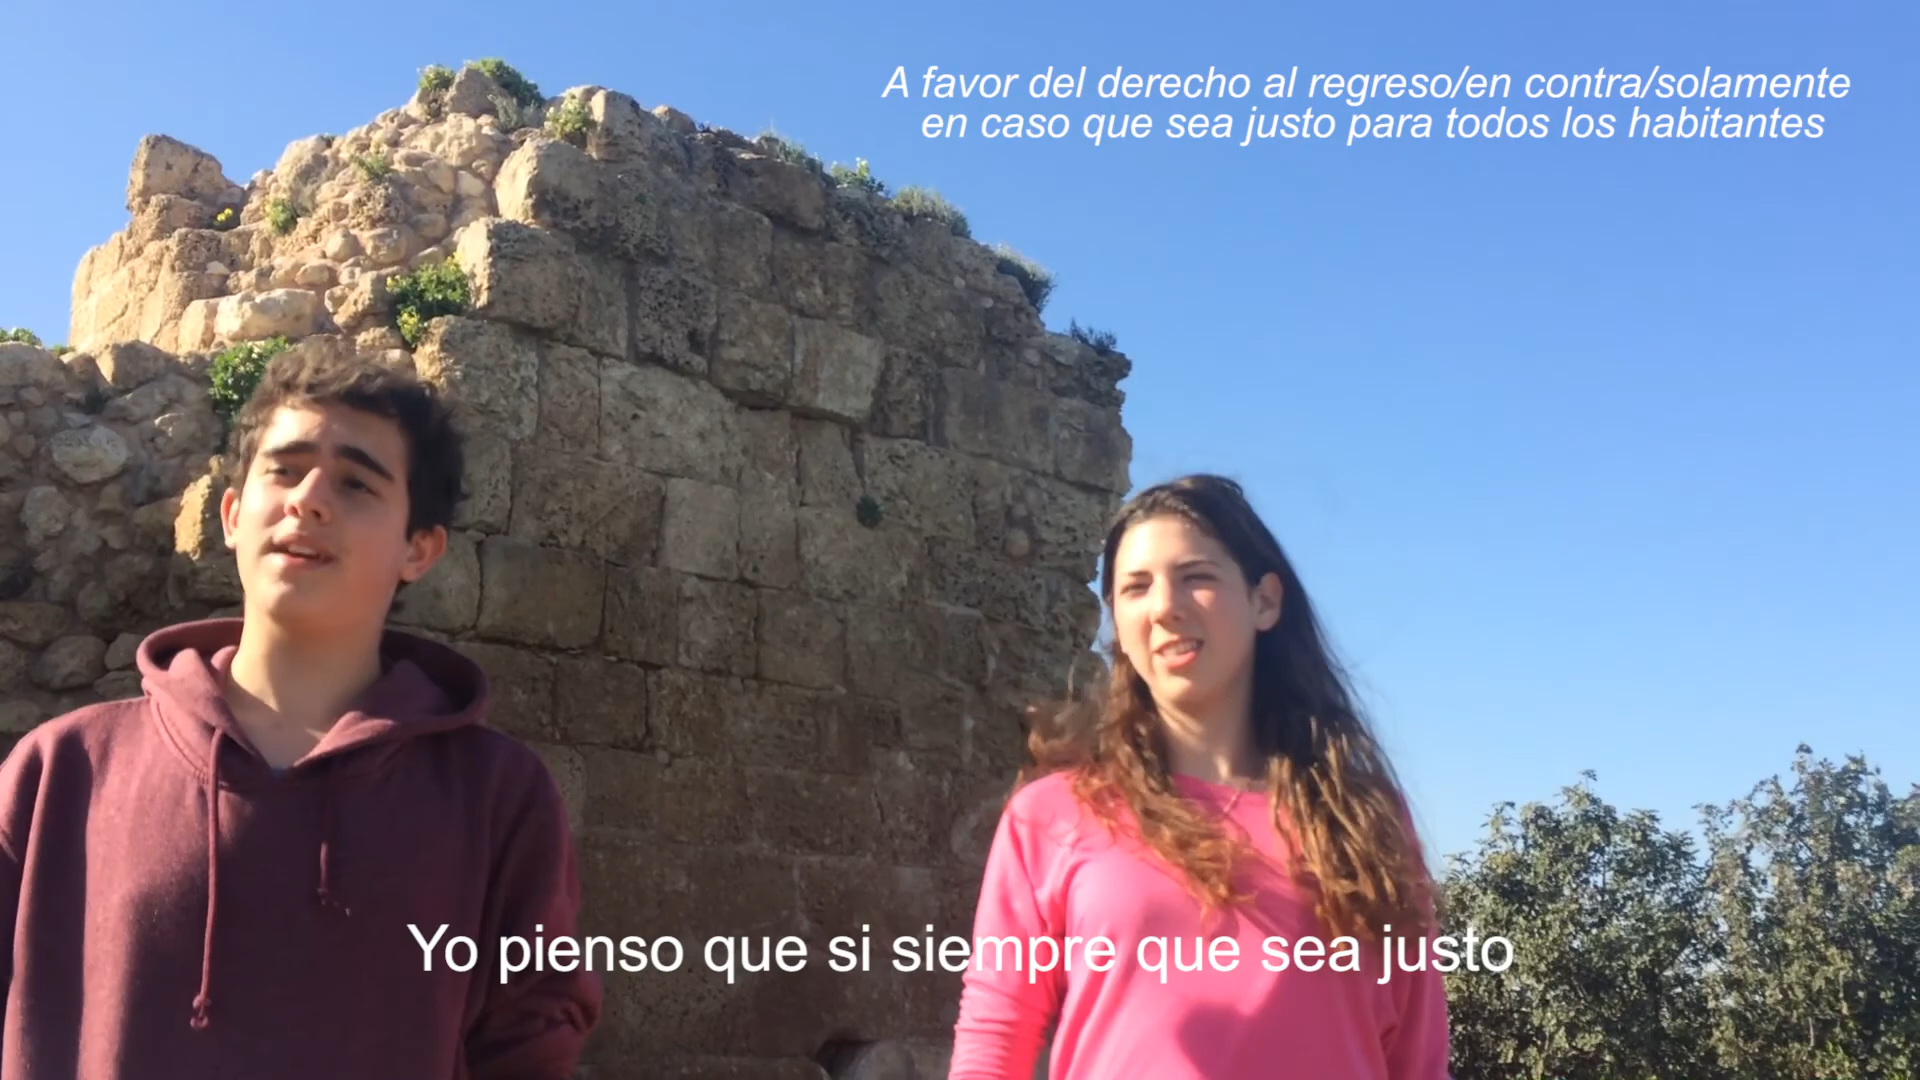 A favor del derecho al regreso/en contra/solamente
en caso que sea justo para todos los habitantes
Yo pienso que si siempre que sea justo